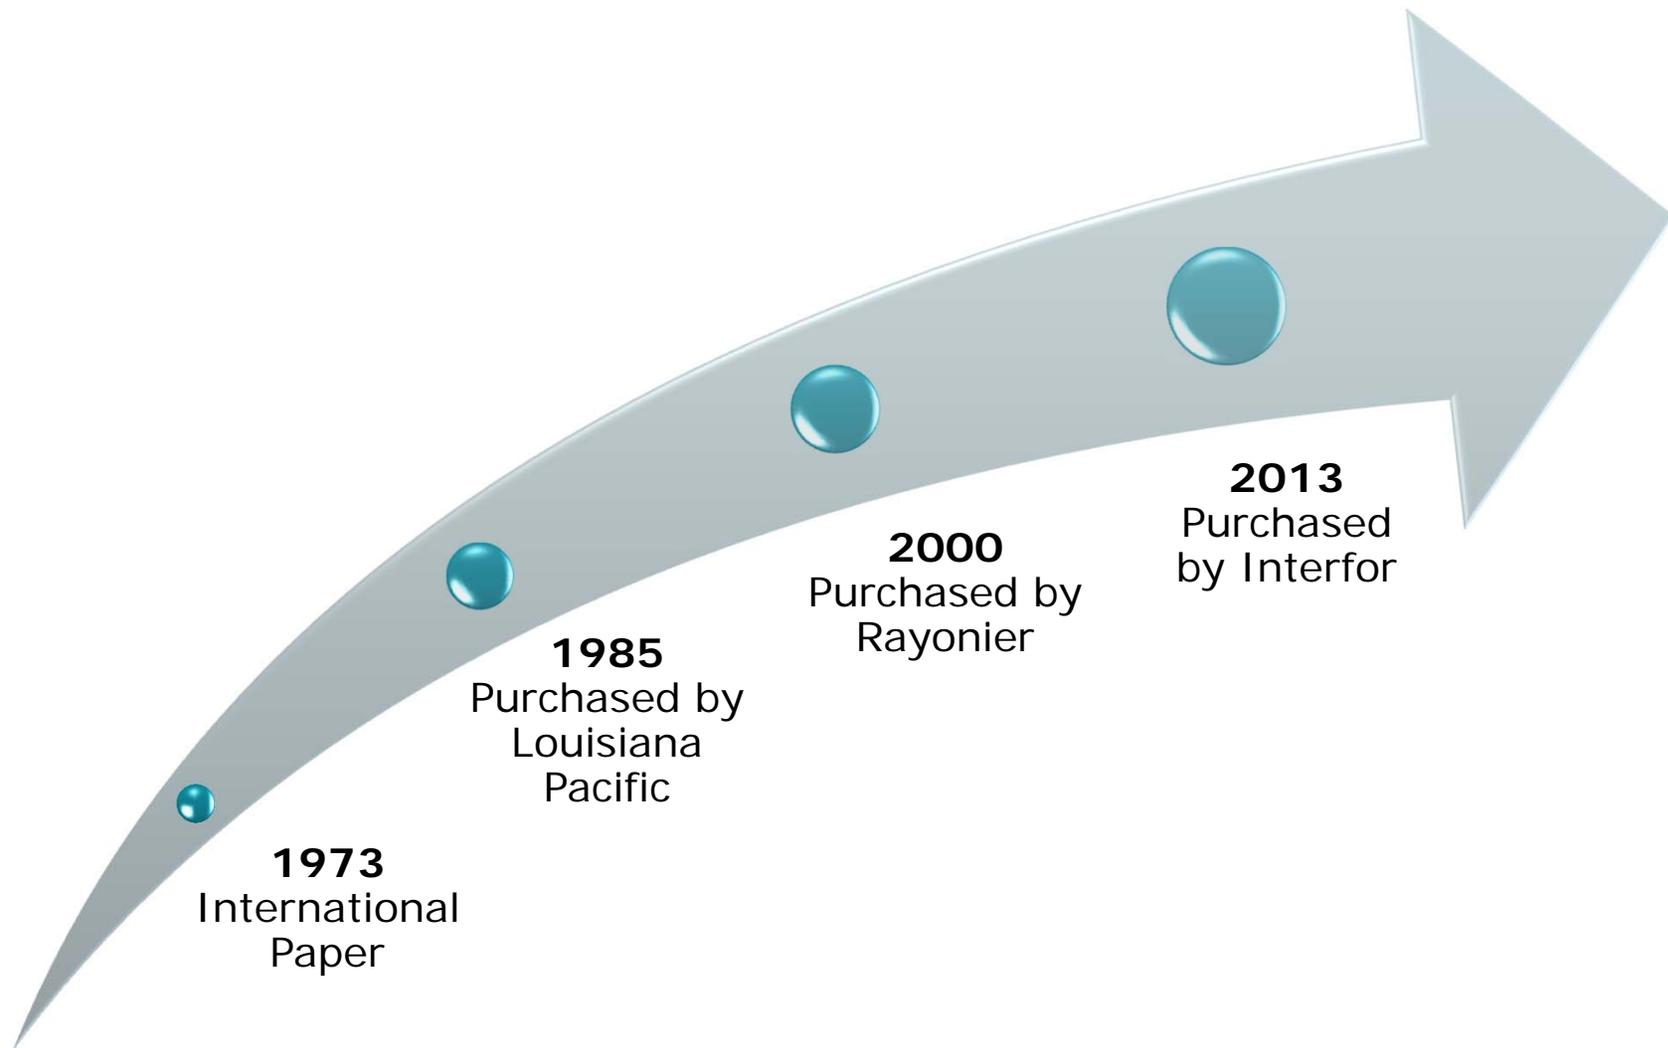 1973
International
Paper
1985
Purchased by
Louisiana
Pacific
2000
Purchased by
Rayonier
2013
Purchased
by Interfor